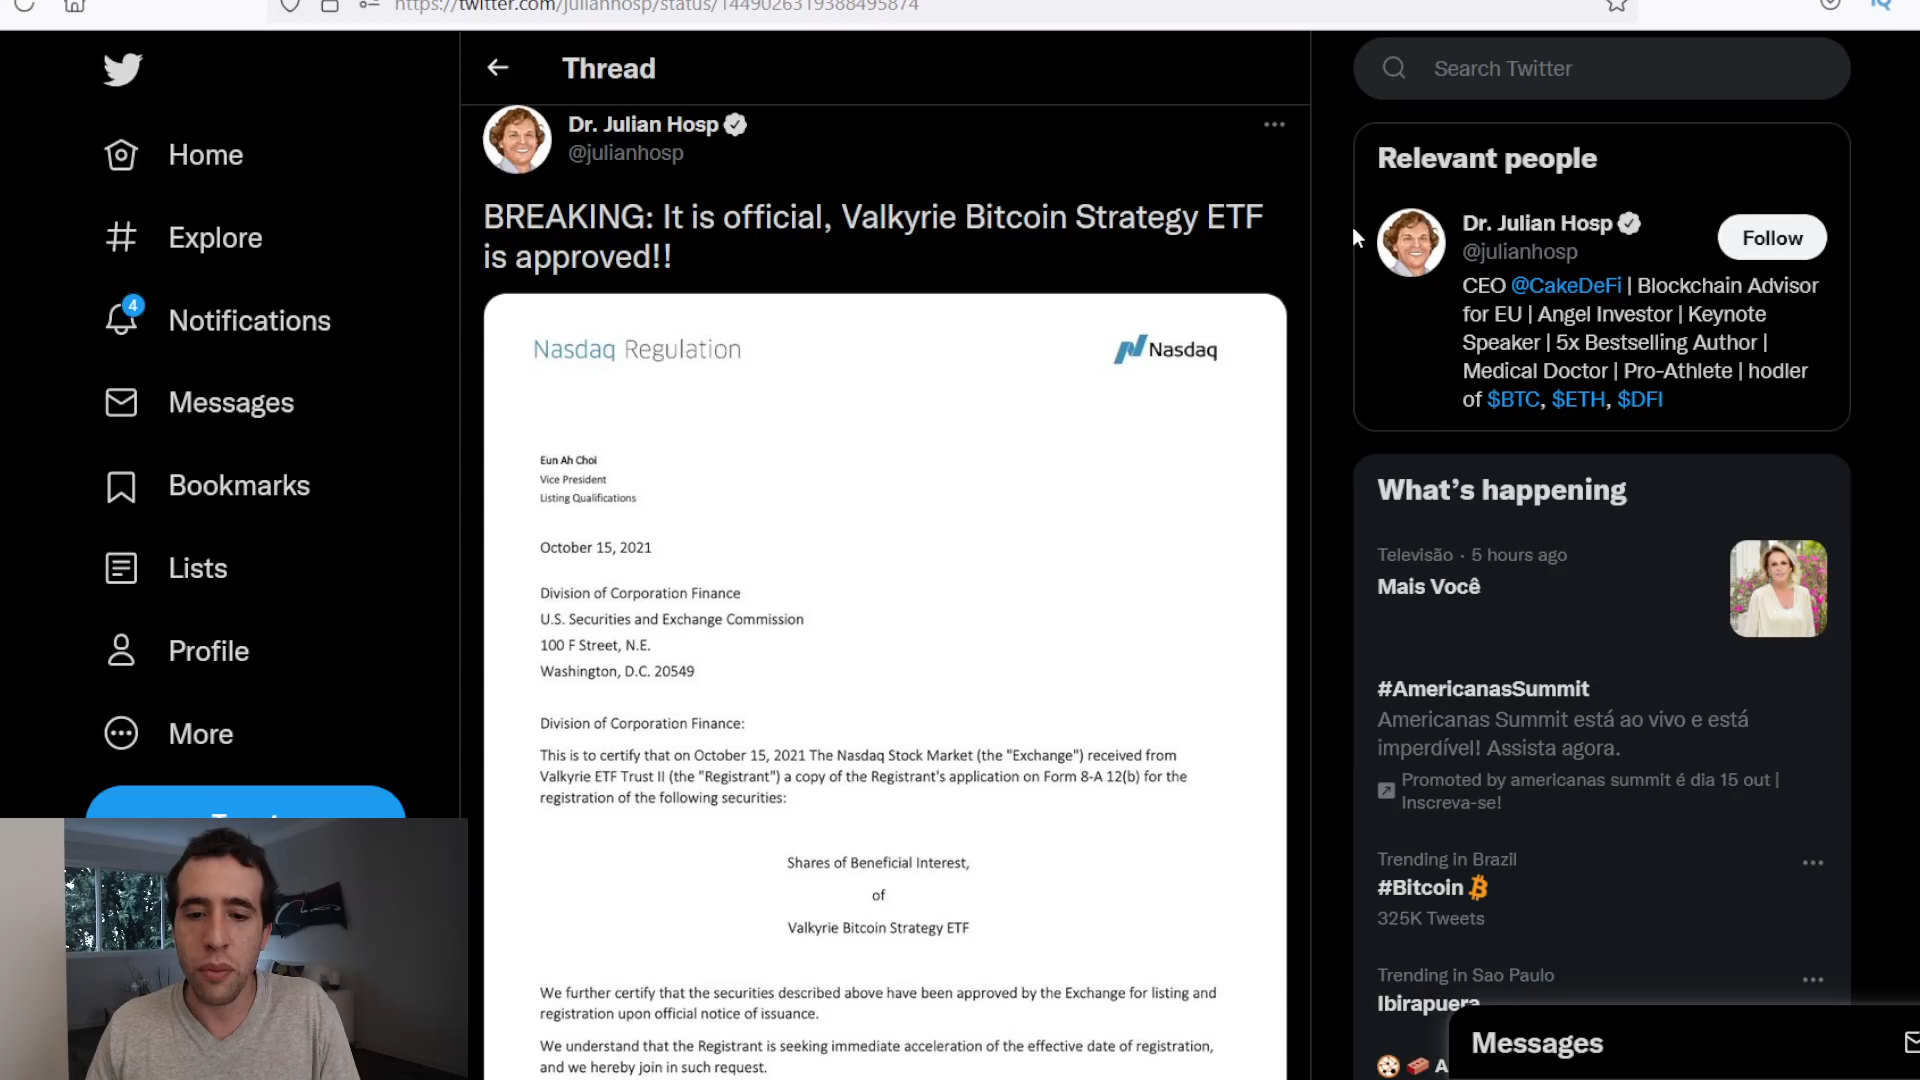 https://twitter.com/julianhosp/status/1449026319388495874
Thread
Dr. Julian Hosp
@julianhosp
BREAKING: It is official, Valkyrie Bitcoin Strategy ETF
is approved!!
Nasdaq Regulation
Nasdaq
Eun Ah Choi
Vice President
Listing Qualifications
October 15, 2021
Division of Corporation Finance
U.S. Securities and Exchange Commission
100 F Street, N.E.
Washington, D.C. 20549
Division of Corporation Finance:
This is to certify that on October 15, 2021 The Nasdaq Stock Market (the "Exchange") received from
Valkyrie ETF Trust II (the "Registrant") a copy of the Registrant's application on Form 8-A 12(b) for the
registration of the following securities:
Shares of Beneficial Interest,
of
Valkyrie Bitcoin Strategy ETF
We further certify that the securities described above have been approved by the Exchange for listing and
registration upon official notice of issuance.
We understand that the Registrant is seeking immediate acceleration of the effective date of registration,
and we hereby join in such request.
Home
Explore
4
Notifications
Messages
Bookmarks
Lists
Profile
More
Search Twitter
Relevant people
Dr. Julian Hosp
@julianhosp
Follow
CEO @CakeDeFi | Blockchain Advisor
for EU | Angel Investor | Keynote
Speaker | 5x Bestselling Author |
Medical Doctor | Pro-Athlete | hodler
of $BTC, $ETH, $DFI
What's happening
Televisão · 5 hours ago
Mais Você
#AmericanasSummit
Americanas Summit está ao vivo e está
imperdível! Assista agora.
Promoted by americanas summit é dia 15 out |
Inscreva-se!
Trending in Brazil
#Bitcoin
325K Tweets
Trending in Sao Paulo
Ibirapuera
A
Messages